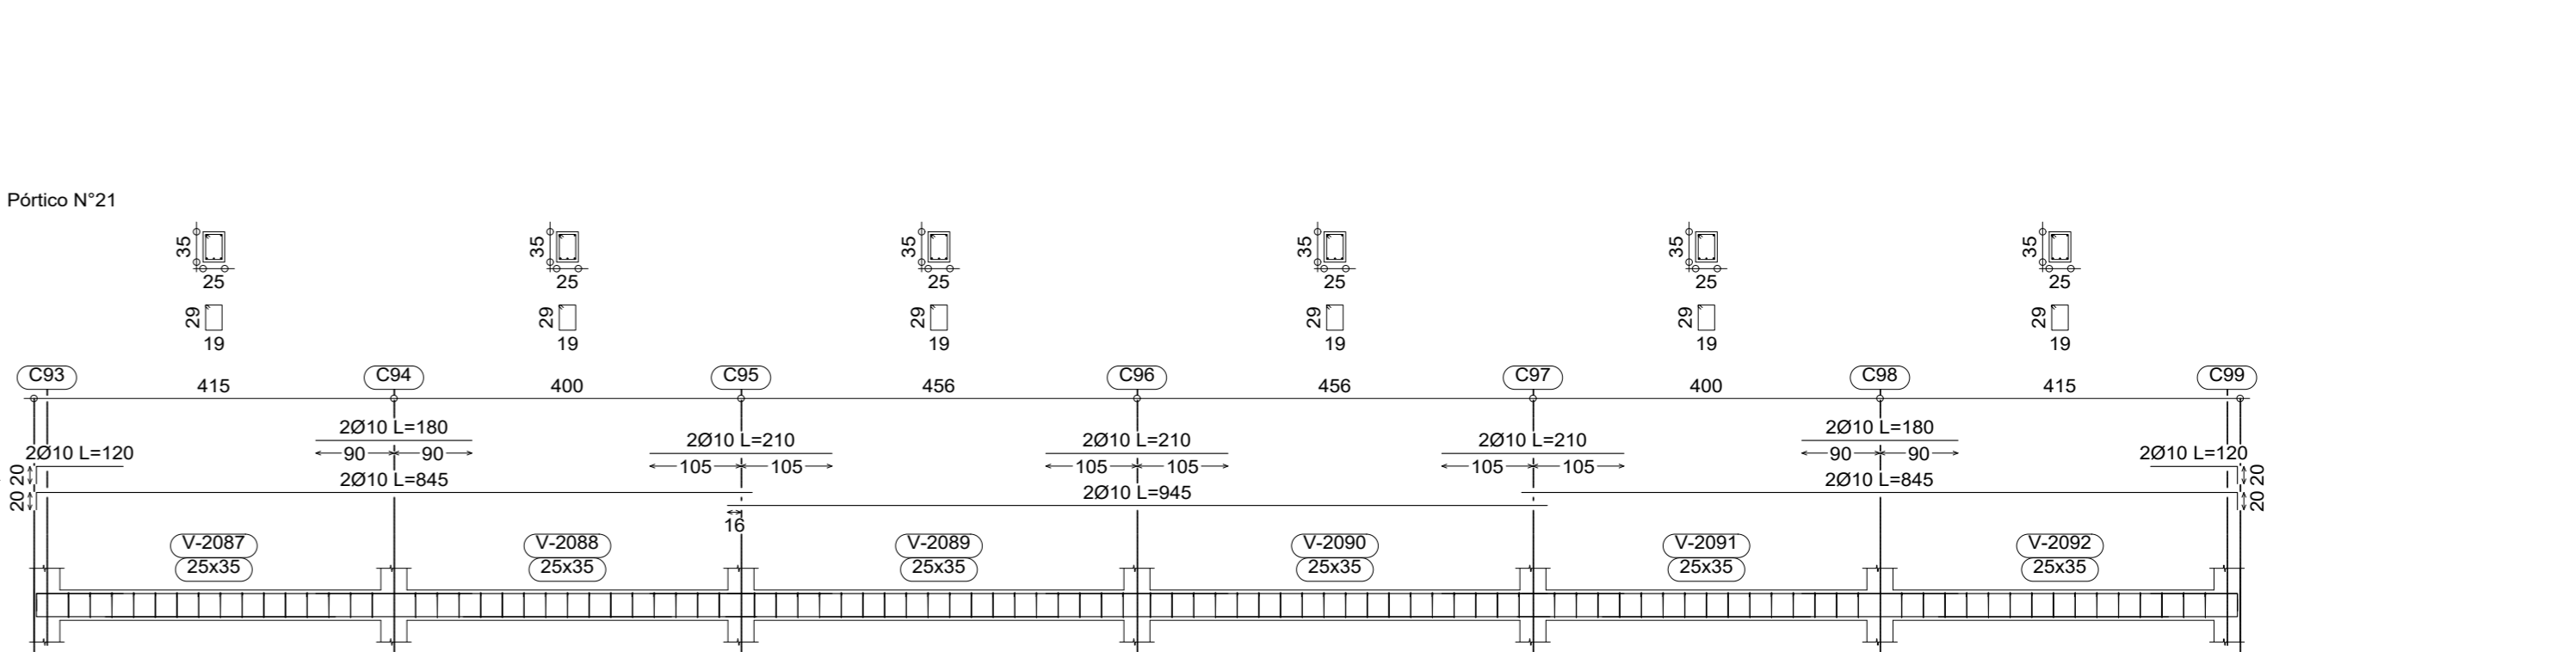 Pórtico N°21
35 35 35 35 35 35
25 25 25 25 25 25
29 29 29 29 29 29
19 19 19 19 19 19
C93 415 C94 400 C95 456 C96 456 C97 400 C98 415 C99
2Ø10 L=180 2Ø10 L=180
2Ø10 L=210 2Ø10 L=210 2Ø10 L=210
2Ø10 L=120 90 90 90 90 2Ø10 L=120
20 105 105 105 105 105 105 20
2Ø10 L=845 2Ø10 L=845
20 2Ø10 L=945 20
16
V-2087 V-2088 V-2089 V-2090 V-2091 V-2092
25x35 25x35 25x35 25x35 25x35 25x35